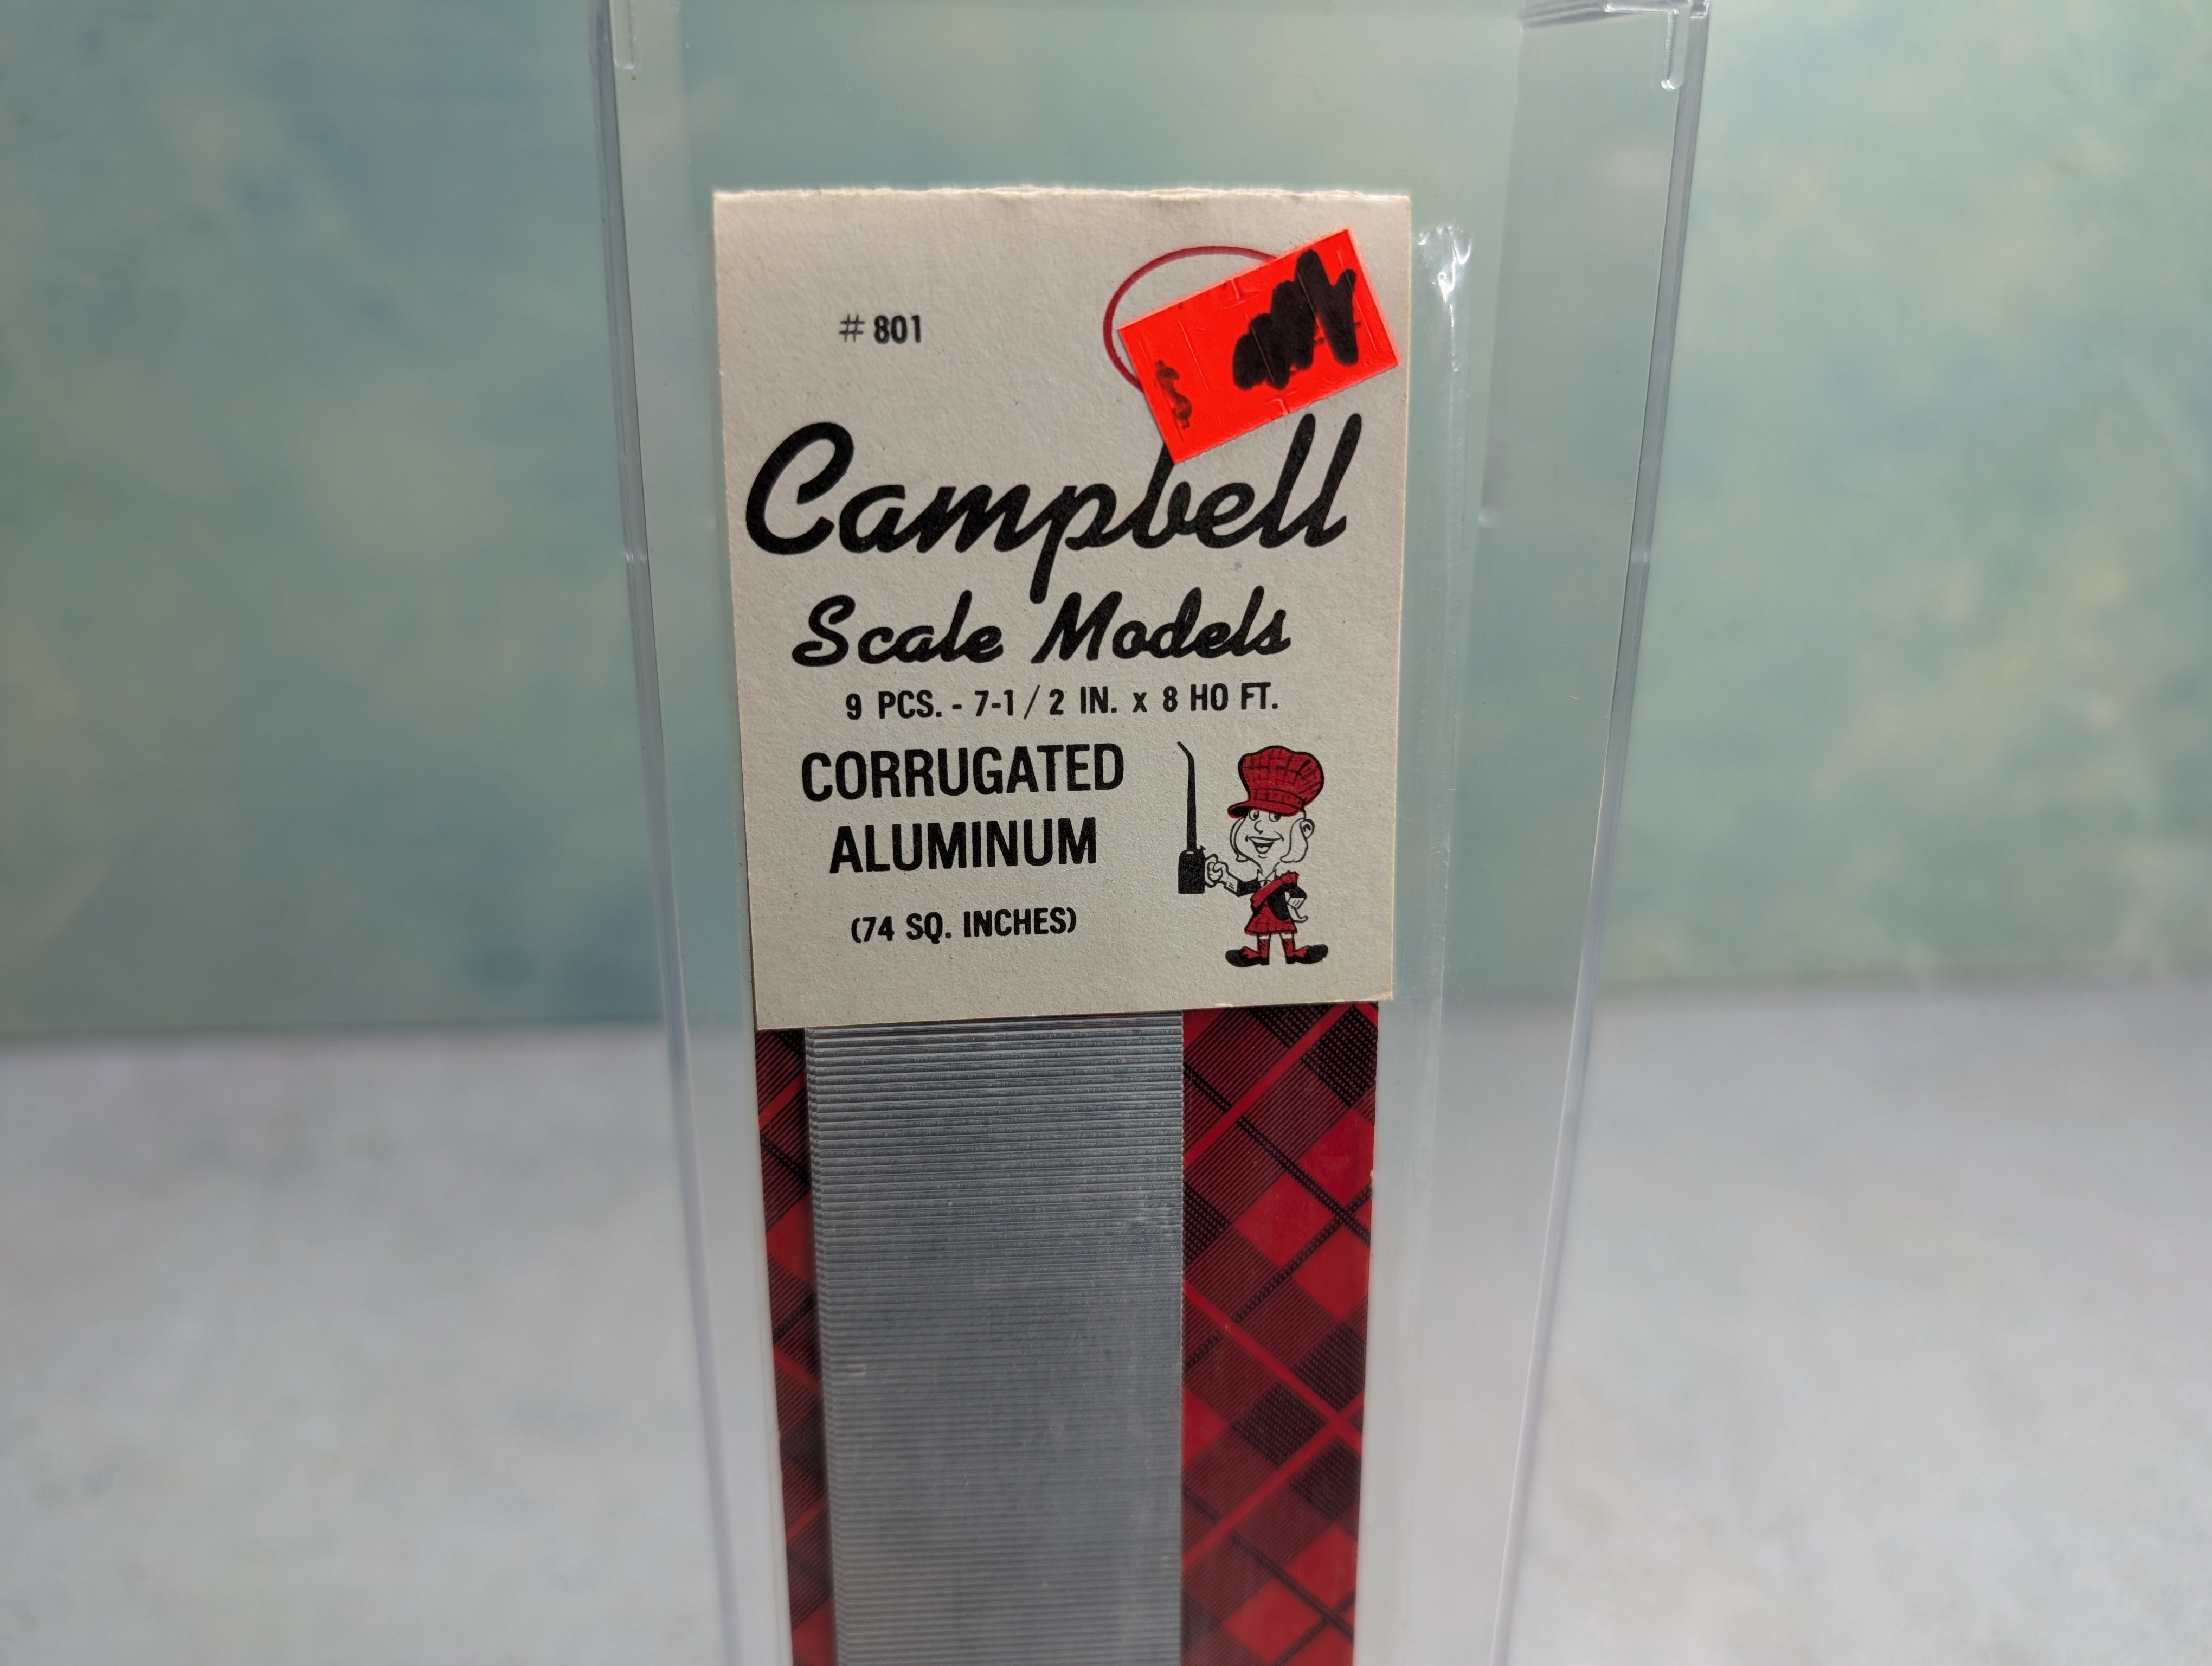 # 801
$
Campbell
Scale Models
9 PCS. - 7-1/2 IN. x 8 HO FT.
CORRUGATED
ALUMINUM
(74 SQ. INCHES)